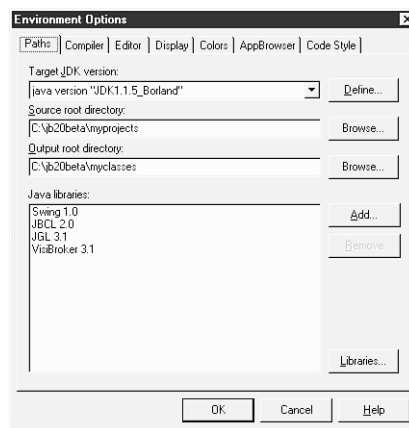 Environment Options
Paths Compiler Editor Display Colors AppBrowser Code Style
Target JDK version:
java version "JDK1.1.5_Borland" Define...
Source root directory:
C:\jb20beta\myprojects Browse...
Output root directory:
C:\jb20beta\myclasses Browse...
Java libraries:
Swing 1.0 Add...
JBCL 2.0
JGL 3.1 Remove
VisiBroker 3.1
Libraries...
OK Cancel Help